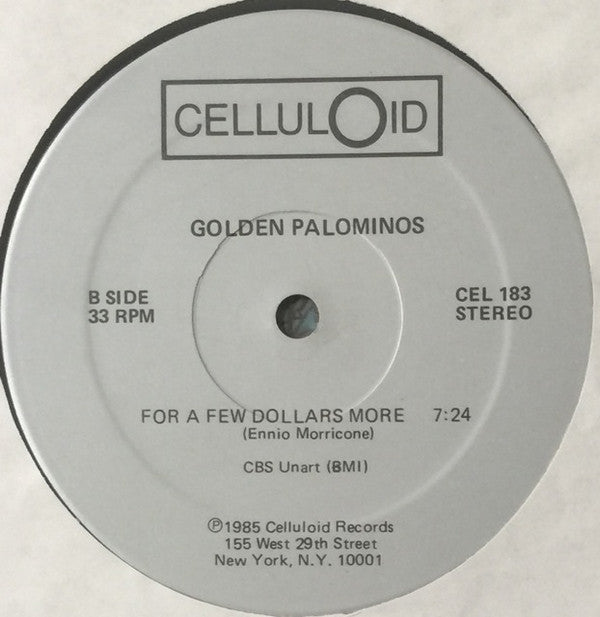 CELLULOID
GOLDEN PALOMINOS
B SIDE
33 RPM
CEL 183
STEREO
FOR A FEW DOLLARS MORE 7:24
(Ennio Morricone)
CBS Unart (BMI)
℗1985 Celluloid Records
155 West 29th Street
New York, N.Y. 10001